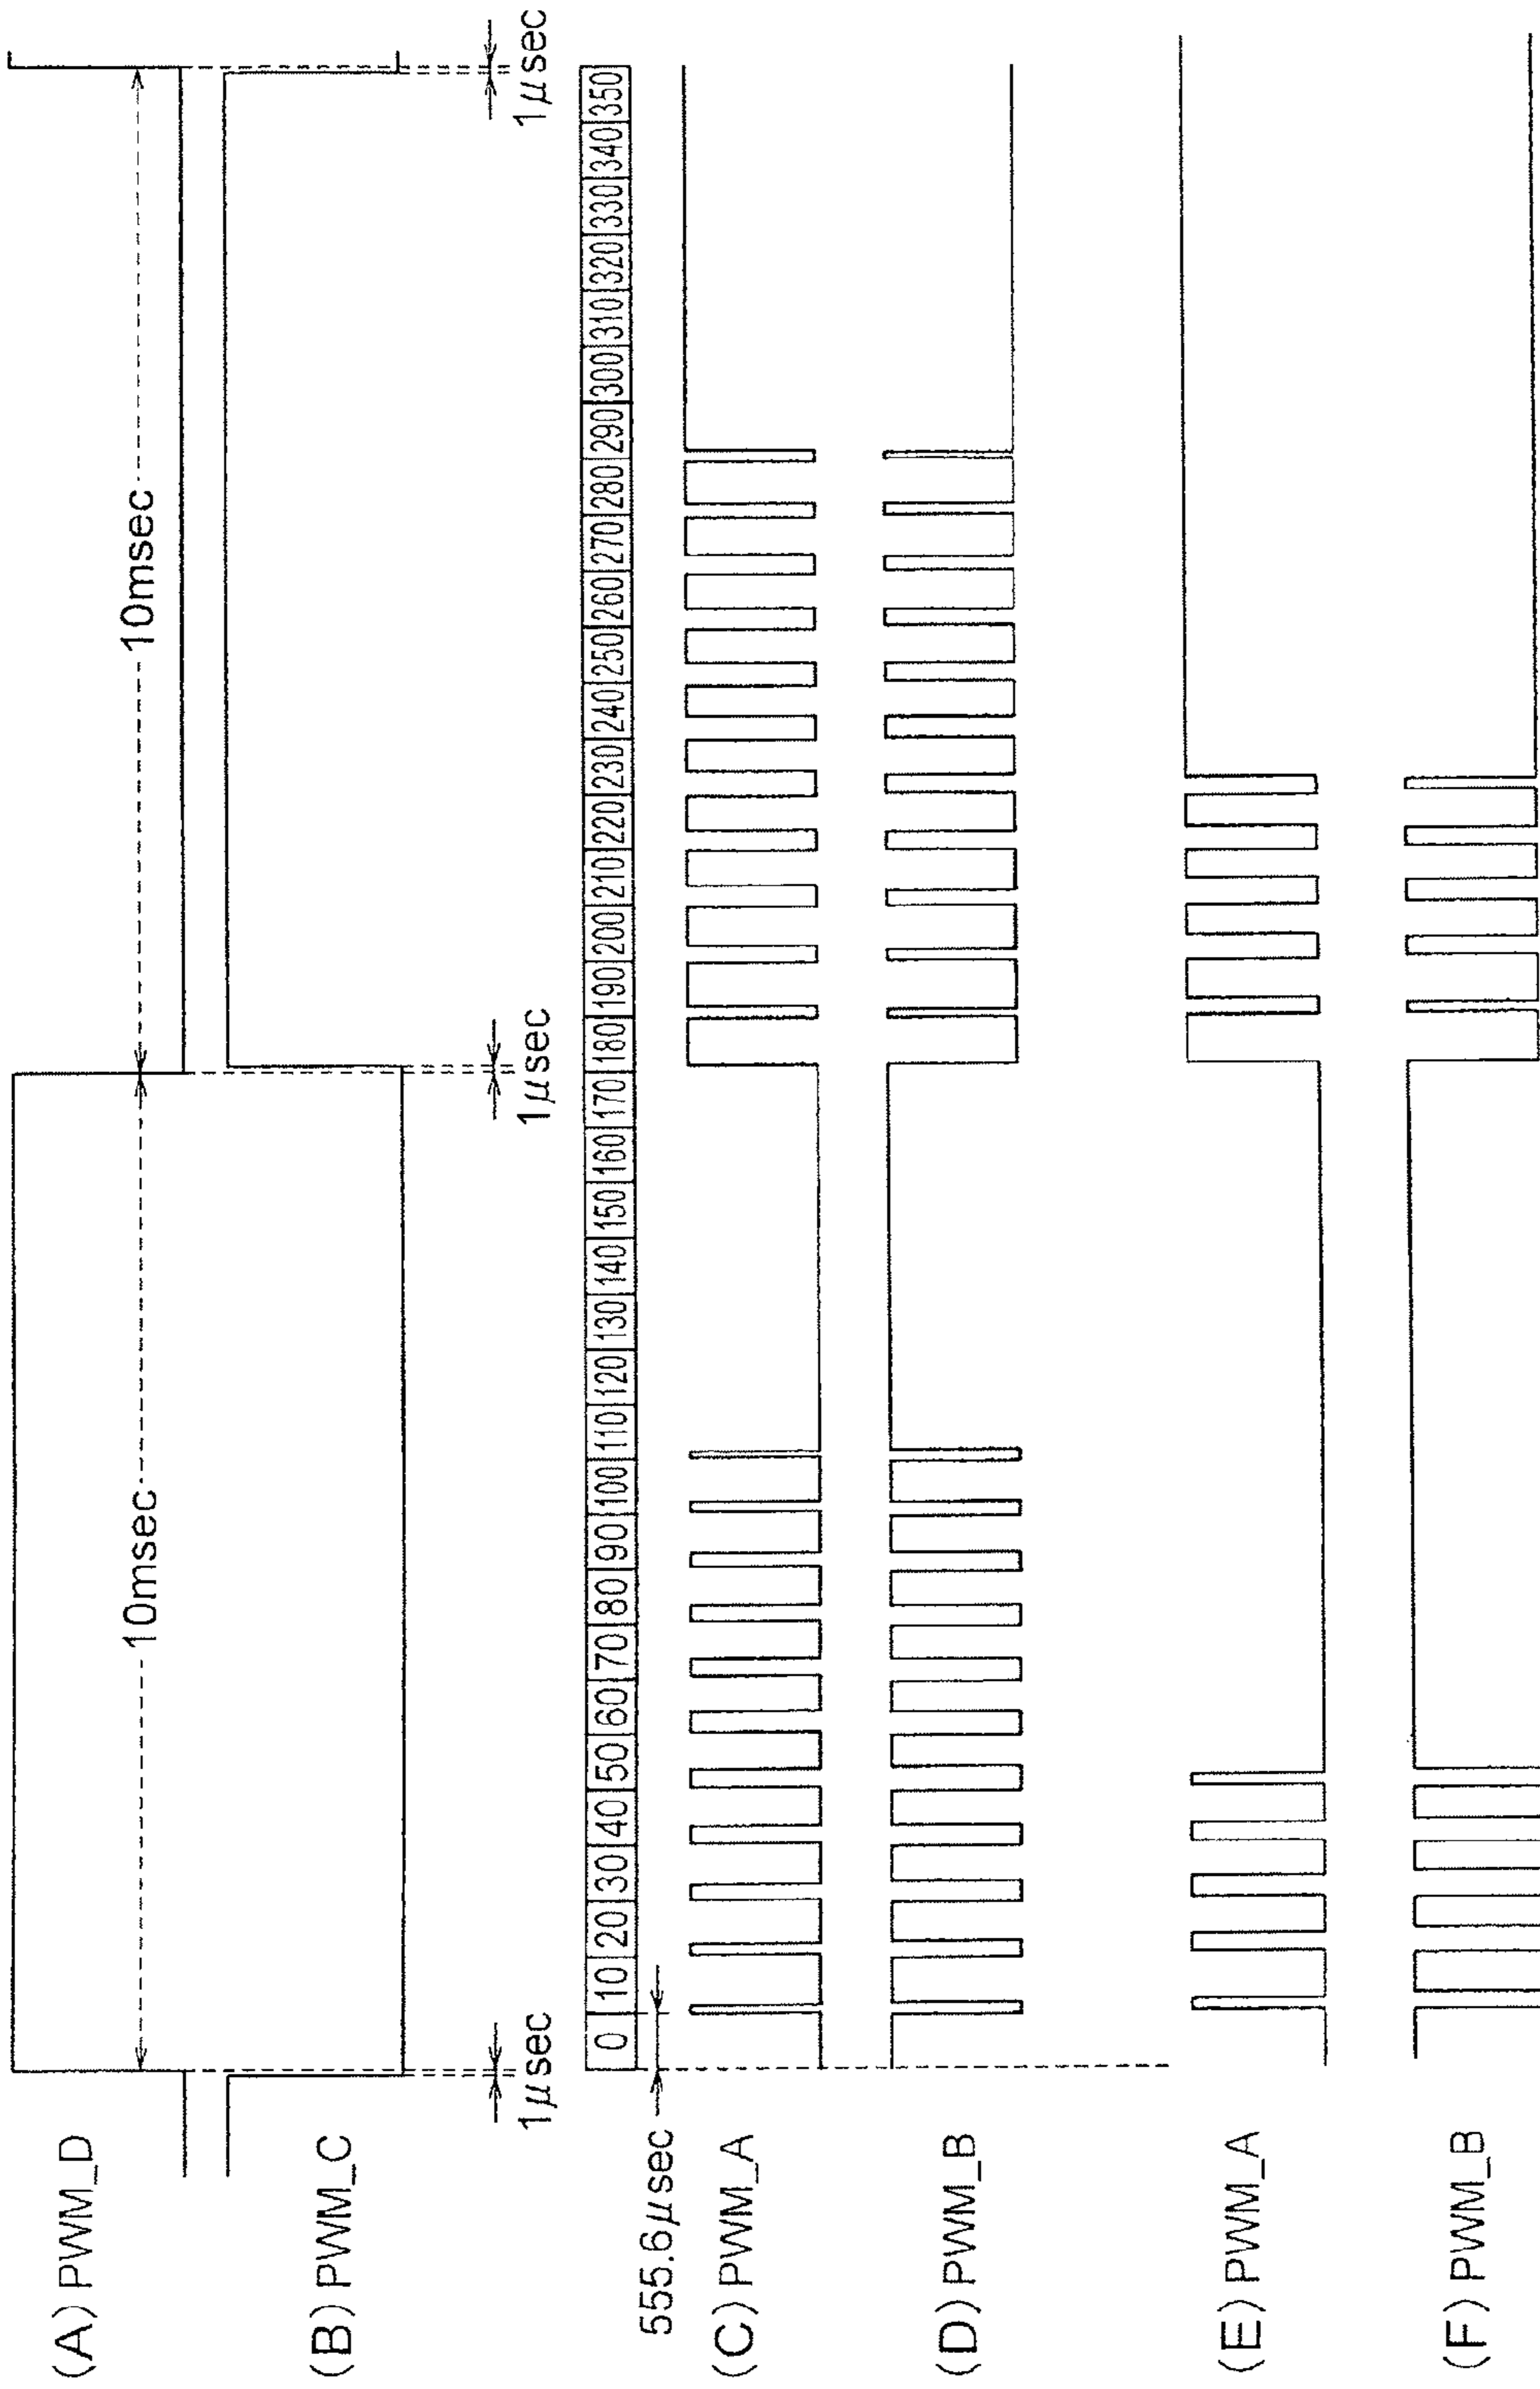 (A) PWM_D
10msec
10msec
(B) PWM_C
1μsec
1μsec
1μsec
0 10 20 30 40 50 60 70 80 90 100 110 120 130 140 150 160 170 180 190 200 210 220 230 240 250 260 270 280 290 300 310 320 330 340 350
555.6μsec
(C) PWM_A
(D) PWM_B
(E) PWM_A
(F) PWM_B